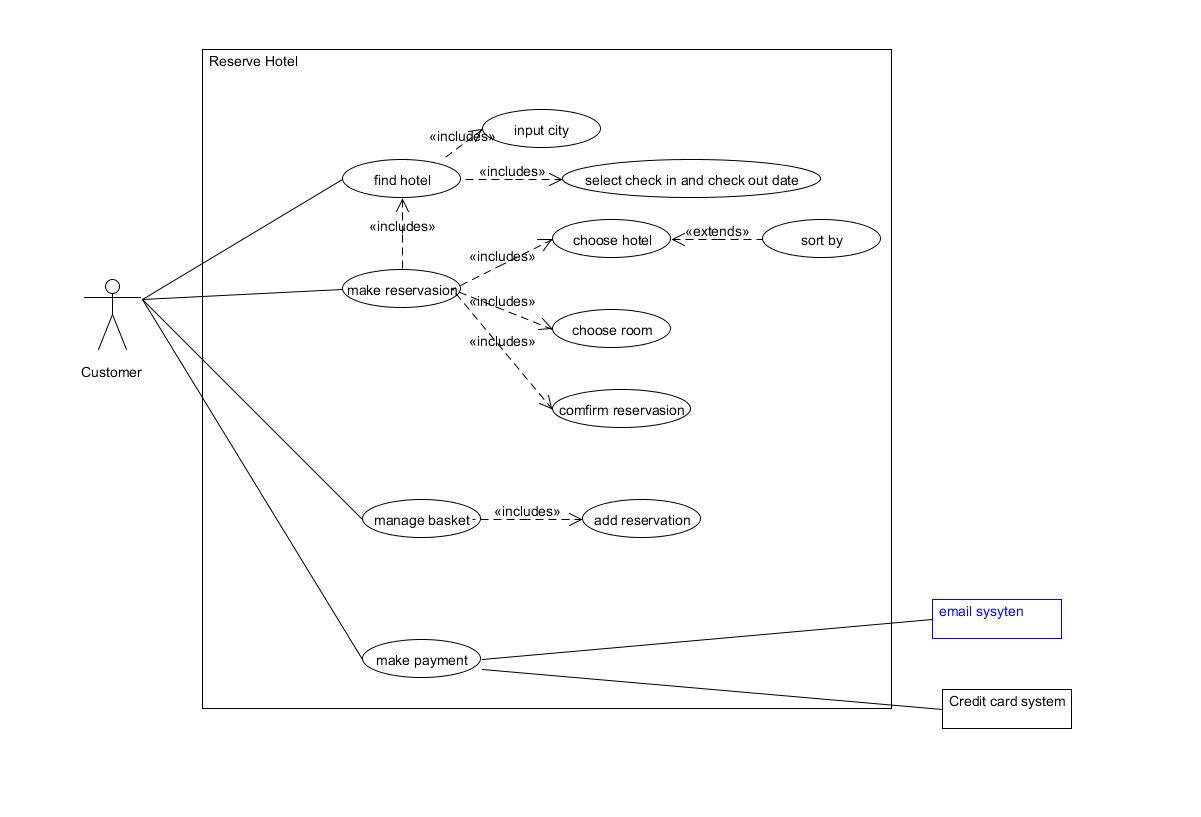 Reserve Hotel
«includes»
input city
find hotel
«includes»
select check in and check out date
«includes»
choose hotel
«extends»
sort by
«includes»
make reservasion
«includes»
choose room
«includes»
Customer
comfirm reservasion
manage basket
«includes»
add reservation
email sysyten
make payment
Credit card system